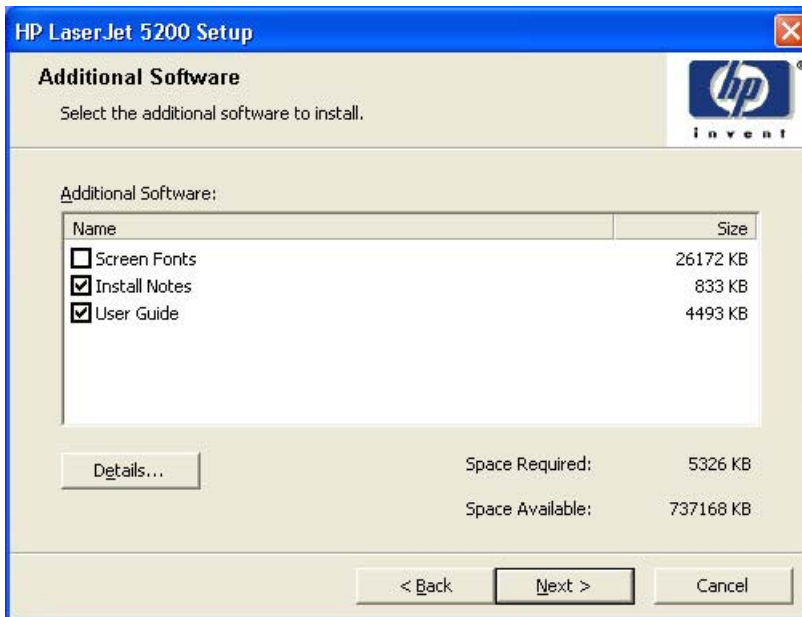 HP LaserJet 5200 Setup
Additional Software
Select the additional software to install.
hp
®
invent
Additional Software:
Name Size
Screen Fonts 26172 KB
Install Notes 833 KB
User Guide 4493 KB
Details... Space Required: 5326 KB
Space Available: 737168 KB
< Back Next > Cancel